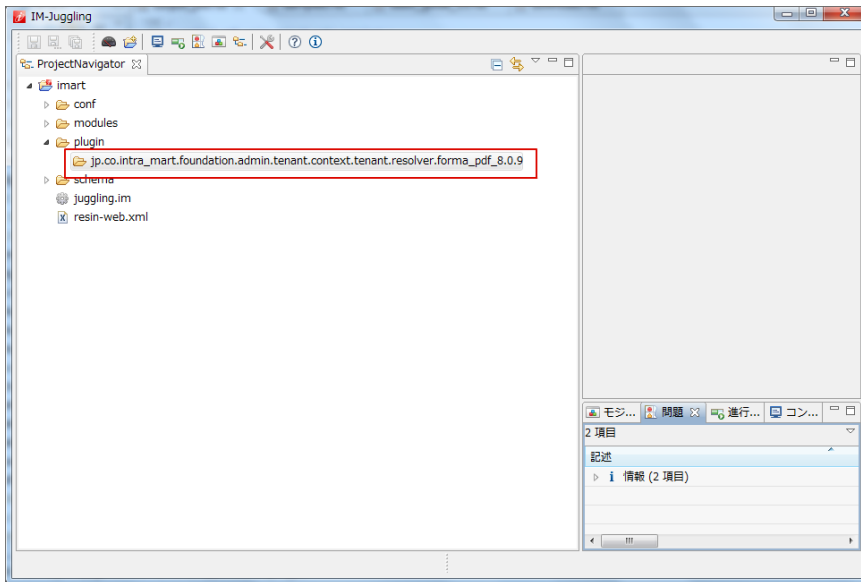 IM-Juggling
ProjectNavigator
imart
conf
modules
plugin
jp.co.intra_mart.foundation.admin.tenant.context.tenant.resolver.forma_pdf_8.0.9
schema
juggling.im
resin-web.xml
モジ... 問題 進行... コン...
2 項目
記述
情報 (2 項目)